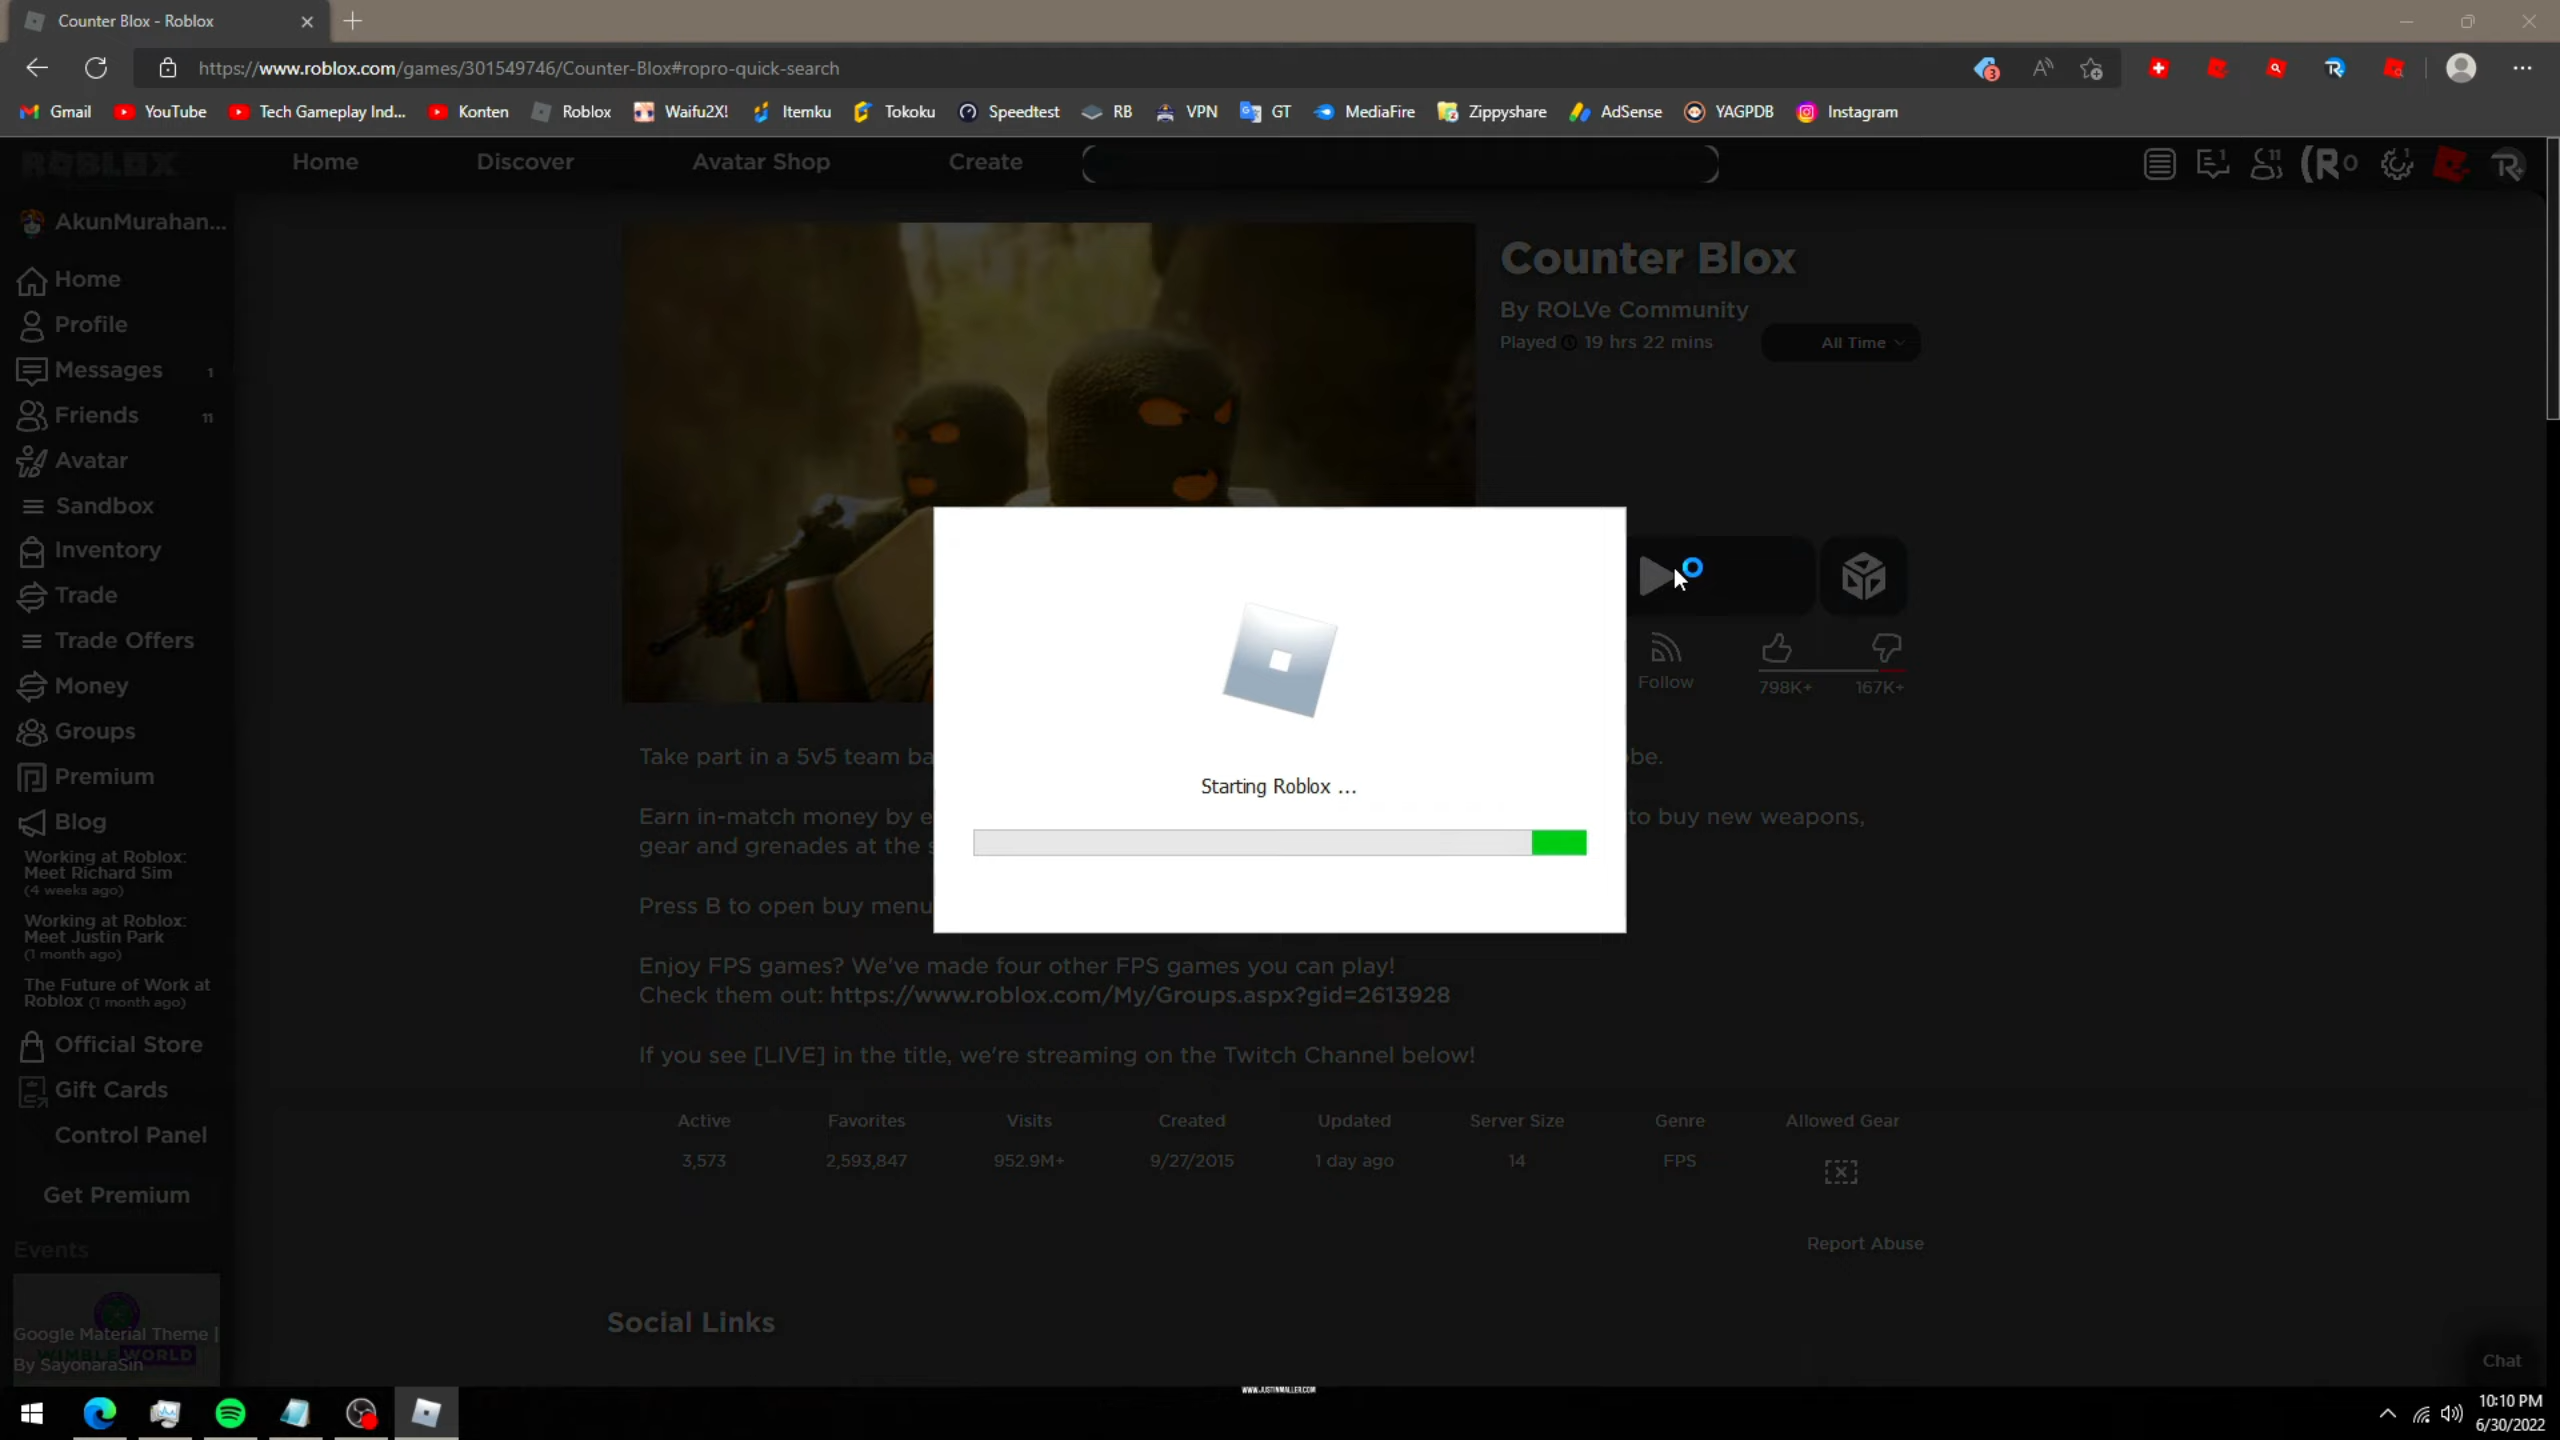 Counter Blox - Roblox
https://www.roblox.com/games/301549746/Counter-Blox#ropro-quick-search
3
Gmail YouTube Tech Gameplay Ind... Konten Roblox Waifu2X! Itemku Tokoku Speedtest RB VPN GT MediaFire Zippyshare AdSense YAGPDB Instagram
ROBLOX Home Discover Avatar Shop Create 1 11 0 1
AkunMurahan...
Home
Profile
Messages 1
Friends 11
Avatar
Sandbox
Inventory
Trade
Trade Offers
Money
Groups
Premium
Blog
Working at Roblox:
Meet Richard Sim
(4 weeks ago)
Working at Roblox:
Meet Justin Park
(1 month ago)
The Future of Work at
Roblox (1 month ago)
Official Store
Gift Cards
Control Panel
Get Premium
Events
Google Material Theme |
WIMBLEWORLD
By SayonaraSin
Counter Blox
By ROLVe Community
Played 19 hrs 22 mins All Time
Follow 798K+ 167K+
Starting Roblox ...
Take part in a 5v5 team ba be.
Earn in-match money by e to buy new weapons,
gear and grenades at the s
Press B to open buy menu
Enjoy FPS games? We've made four other FPS games you can play!
Check them out: https://www.roblox.com/My/Groups.aspx?gid=2613928
If you see [LIVE] in the title, we're streaming on the Twitch Channel below!
Active Favorites Visits Created Updated Server Size Genre Allowed Gear
3,573 2,593,847 952.9M+ 9/27/2015 1 day ago 14 FPS
Report Abuse
Social Links
Chat
WWW.JUSTINMALLER.COM
10:10 PM
6/30/2022